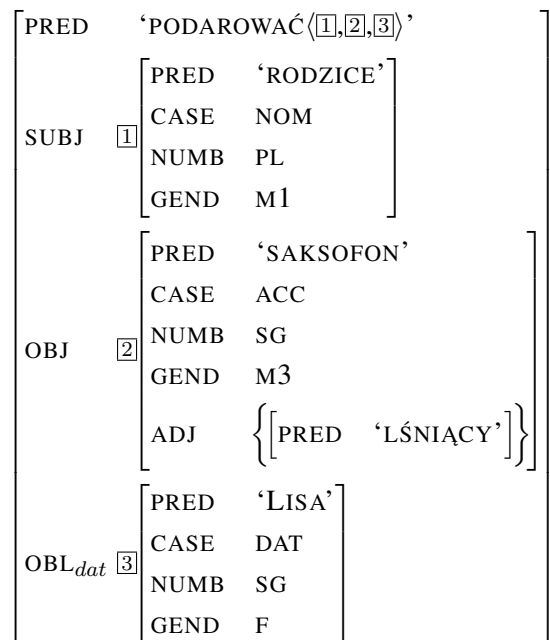 PRED ‘PODAROWAĆ⟨1,2,3⟩’
SUBJ 1
PRED ‘RODZICE’
CASE NOM
NUMB PL
GEND M1
OBJ 2
PRED ‘SAKSOFON’
CASE ACC
NUMB SG
GEND M3
ADJ {[PRED ‘LŚNIĄCY’]}
OBLdat 3
PRED ‘LISA’
CASE DAT
NUMB SG
GEND F